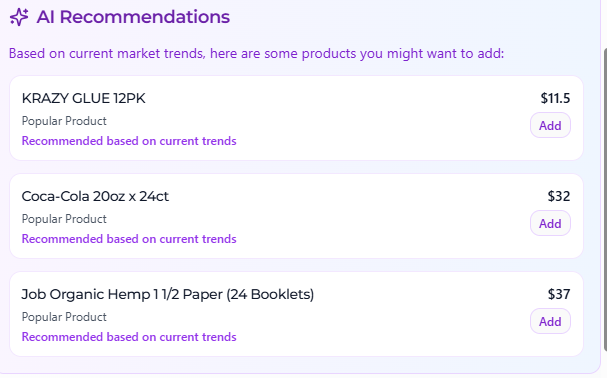 AI Recommendations
Based on current market trends, here are some products you might want to add:
KRAZY GLUE 12PK
$11.5
Popular Product
Add
Recommended based on current trends
Coca-Cola 20oz x 24ct
$32
Popular Product
Add
Recommended based on current trends
Job Organic Hemp 1 1/2 Paper (24 Booklets)
$37
Popular Product
Add
Recommended based on current trends